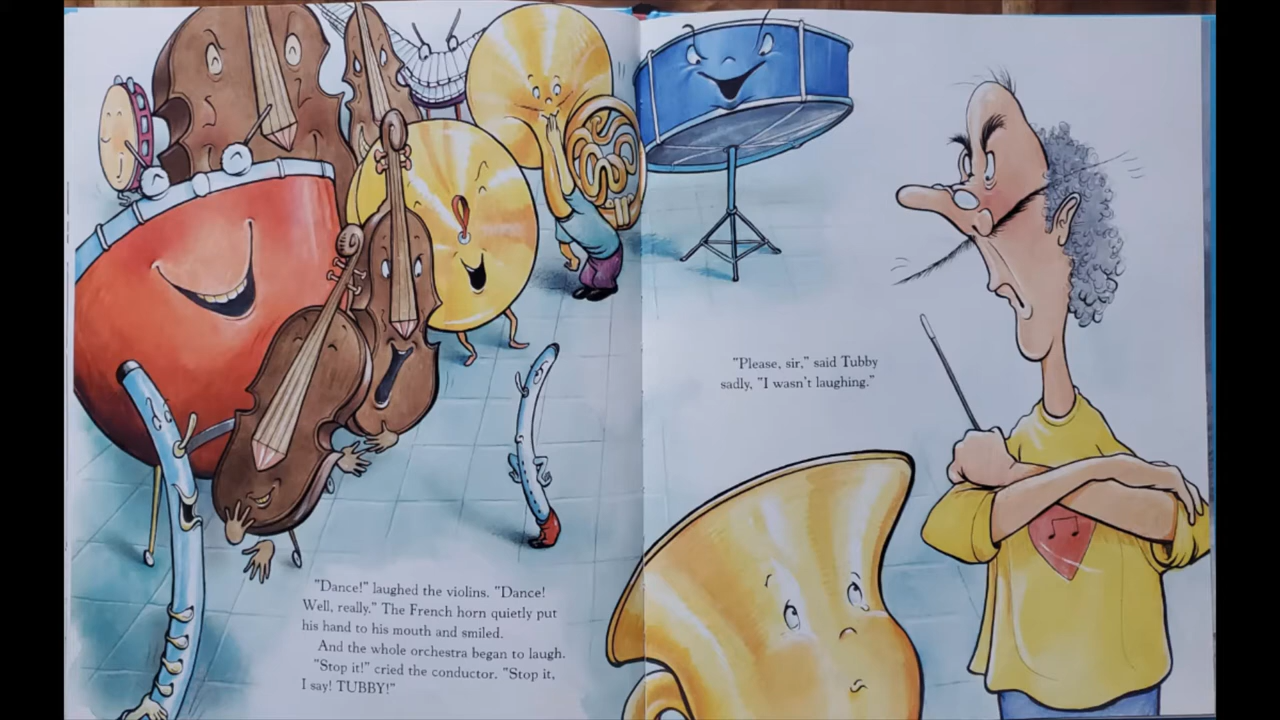 "Dance!" laughed the violins. "Dance!
Well, really." The French horn quietly put
his hand to his mouth and smiled.
And the whole orchestra began to laugh.
"Stop it!" cried the conductor. "Stop it,
I say! TUBBY!"
"Please, sir," said Tubby
sadly, "I wasn't laughing."